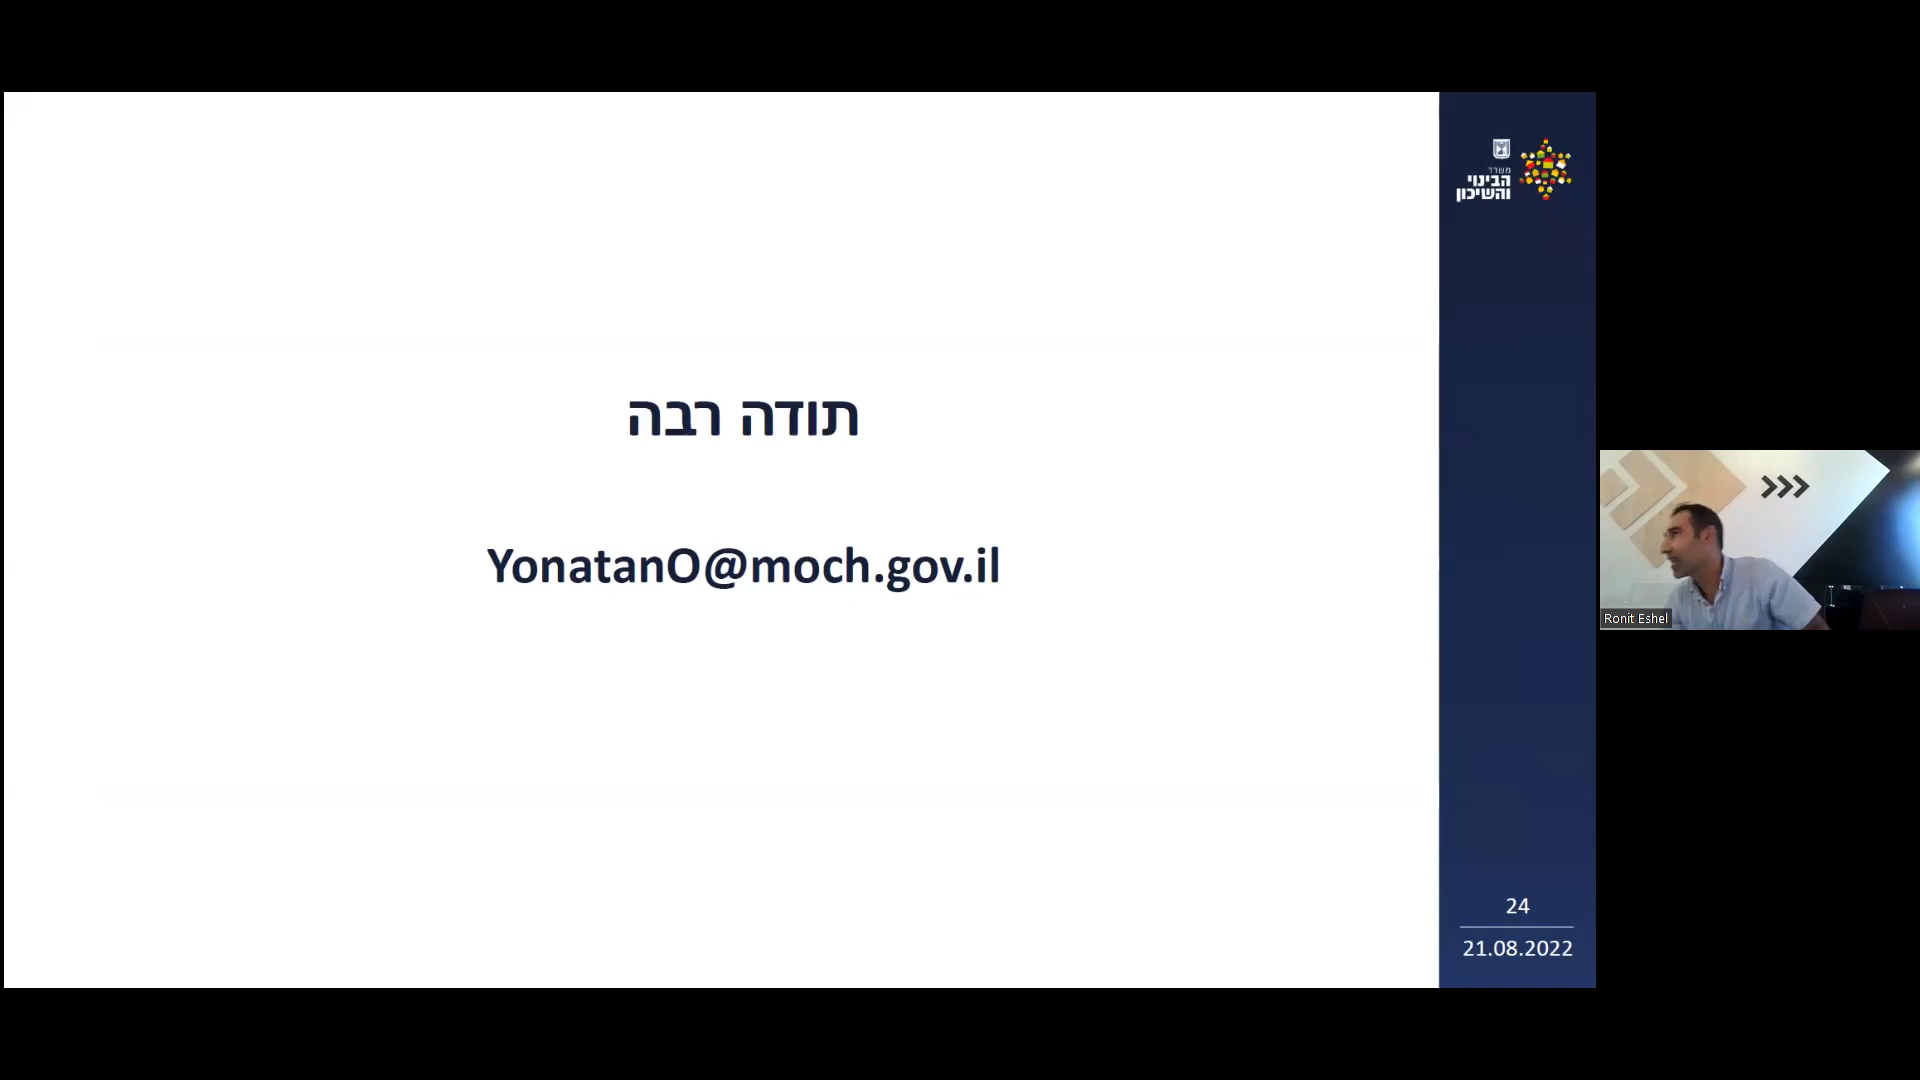 משרד
הבינוי
והשיכון
תודה רבה
YonatanO@moch.gov.il
24
21.08.2022
>>>
Ronit Eshel